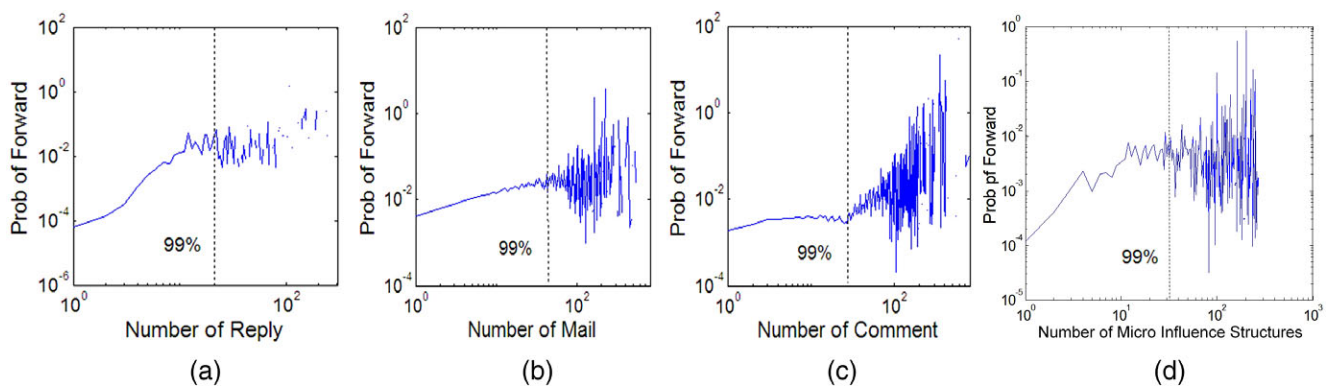 Prob of Forward
10^2
10^0
10^-2
10^-4
10^-6
99%
10^0
10^2
Number of Reply
(a)
Prob of Forward
10^2
10^0
10^-2
10^-4
99%
10^0
10^2
Number of Mail
(b)
Prob of Forward
10^2
10^0
10^-2
10^-4
99%
10^0
10^2
Number of Comment
(c)
Prob pf Forward
10^0
10^-1
10^-2
10^-3
10^-4
10^-5
99%
10^0
10^1
10^2
10^3
Number of Micro Influence Structures
(d)